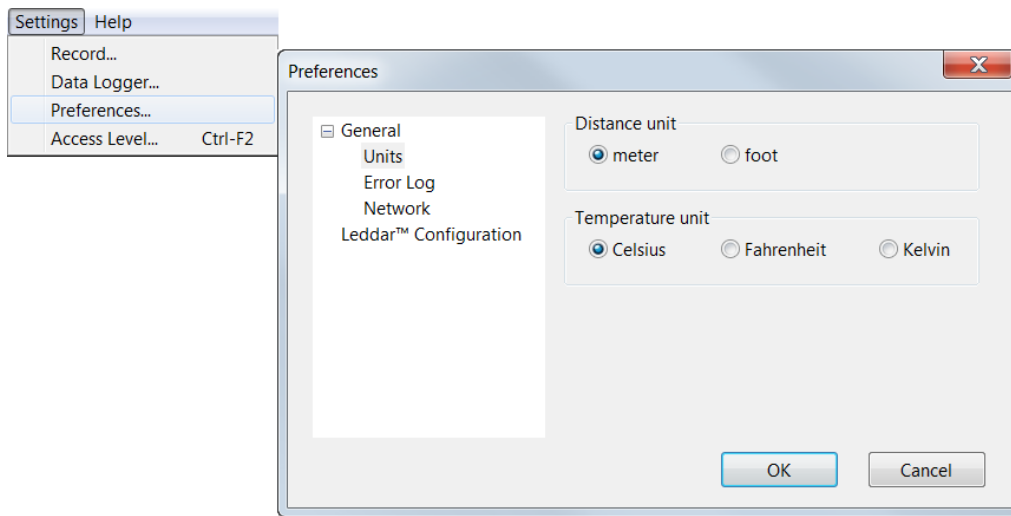 Settings Help
Record...
Data Logger...
Preferences...
Access Level... Ctrl-F2
Preferences
General
Units
Error Log
Network
Leddar™ Configuration
Distance unit
meter foot
Temperature unit
Celsius Fahrenheit Kelvin
OK Cancel